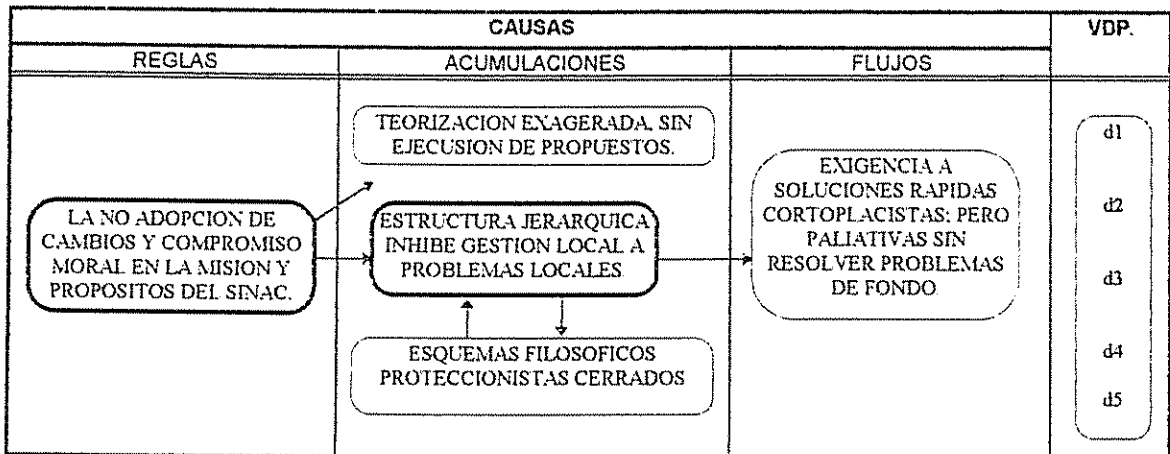 CAUSAS
VDP.
REGLAS
ACUMULACIONES
FLUJOS
TEORIZACION EXAGERADA, SIN
EJECUSION DE PROPUESTOS.
LA NO ADOPCION DE
CAMBIOS Y COMPROMISO
MORAL EN LA MISION Y
PROPOSITOS DEL SINAC.
ESTRUCTURA JERARQUICA
INHIBE GESTION LOCAL A
PROBLEMAS LOCALES.
ESQUEMAS FILOSOFICOS
PROTECCIONISTAS CERRADOS
EXIGENCIA A
SOLUCIONES RAPIDAS
CORTOPLACISTAS; PERO
PALIATIVAS SIN
RESOLVER PROBLEMAS
DE FONDO
d1
d2
d3
d4
d5